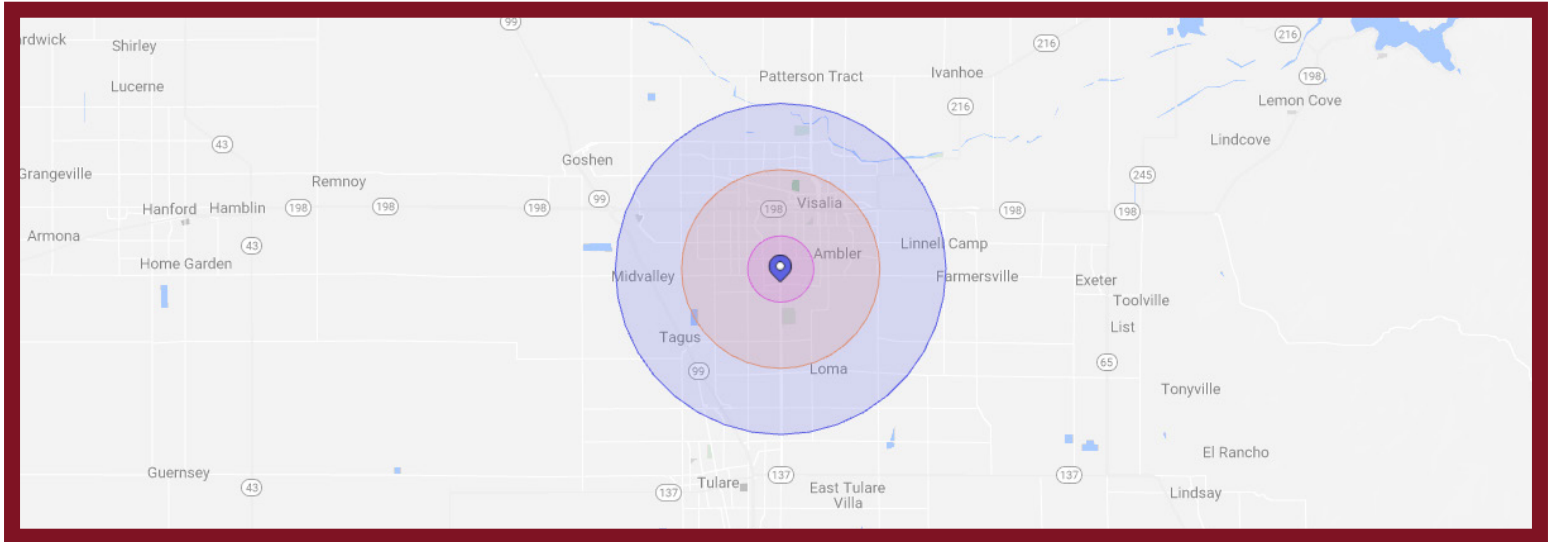 99
rdwick
Shirley
216
216
Patterson Tract
Ivanhoe
198
Lucerne
Lemon Cove
216
43
Lindcove
Goshen
Grangeville
Remnoy
245
99
Hanford
Hamblin
198
198
198
198
Visalia
198
198
Armona
43
Linnell Camp
Ambler
Home Garden
Midvalley
Farmersville
Exeter
Toolville
List
Tagus
65
99
Loma
Tonyville
El Rancho
Guernsey
43
137
Tulare
137
East Tulare
Villa
137
Lindsay